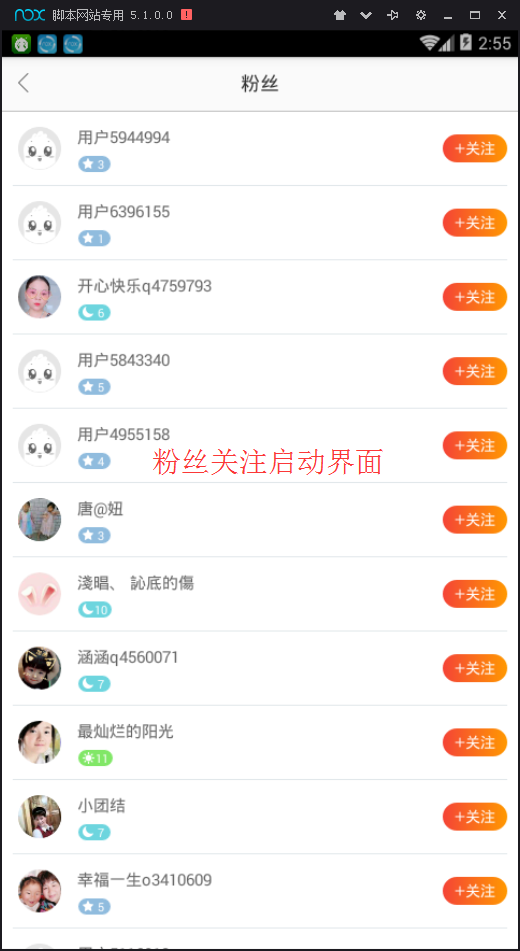 nox 脚本网站专用 5.1.0.0
2:55
粉丝
用户5944994
3
+关注
用户6396155
1
+关注
开心快乐q4759793
6
+关注
用户5843340
5
+关注
用户4955158
4
+关注
粉丝关注启动界面
唐@妞
3
+关注
淺唱、 訫底的傷
10
+关注
涵涵q4560071
7
+关注
最灿烂的阳光
11
+关注
小团结
7
+关注
幸福一生o3410609
5
+关注